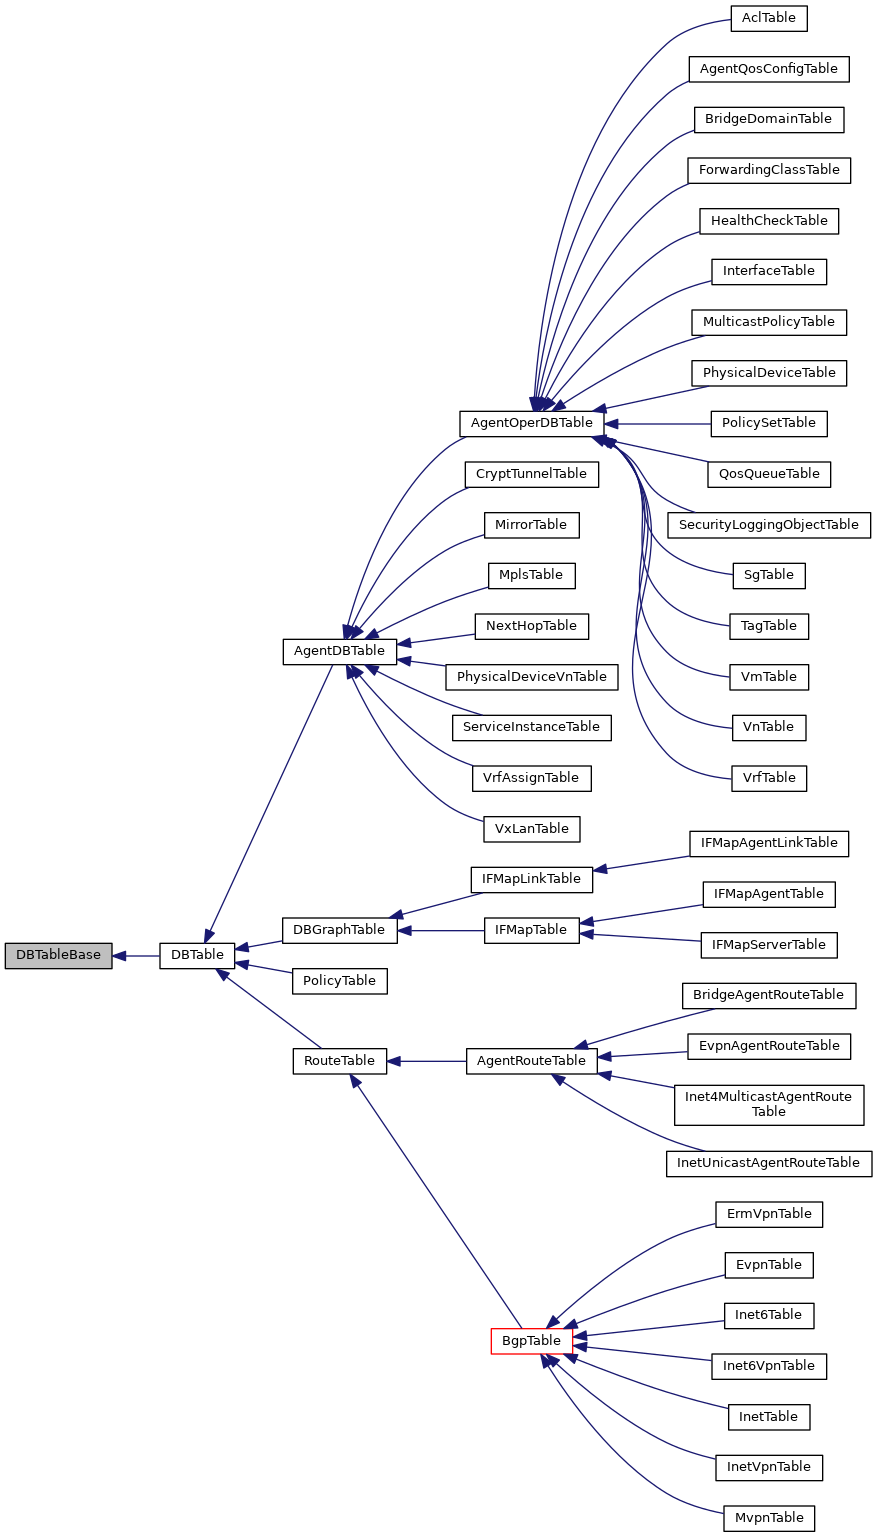 AclTable
AgentQosConfigTable
BridgeDomainTable
ForwardingClassTable
HealthCheckTable
InterfaceTable
MulticastPolicyTable
PhysicalDeviceTable
AgentOperDBTable
PolicySetTable
CryptTunnelTable
QosQueueTable
MirrorTable
SecurityLoggingObjectTable
MplsTable
SgTable
NextHopTable
TagTable
AgentDBTable
PhysicalDeviceVnTable
VmTable
ServiceInstanceTable
VnTable
VrfAssignTable
VrfTable
VxLanTable
IFMapAgentLinkTable
IFMapLinkTable
IFMapAgentTable
DBGraphTable
IFMapTable
IFMapServerTable
DBTableBase
DBTable
PolicyTable
BridgeAgentRouteTable
EvpnAgentRouteTable
RouteTable
AgentRouteTable
Inet4MulticastAgentRoute
Table
InetUnicastAgentRouteTable
ErmVpnTable
EvpnTable
Inet6Table
BgpTable
Inet6VpnTable
InetTable
InetVpnTable
MvpnTable